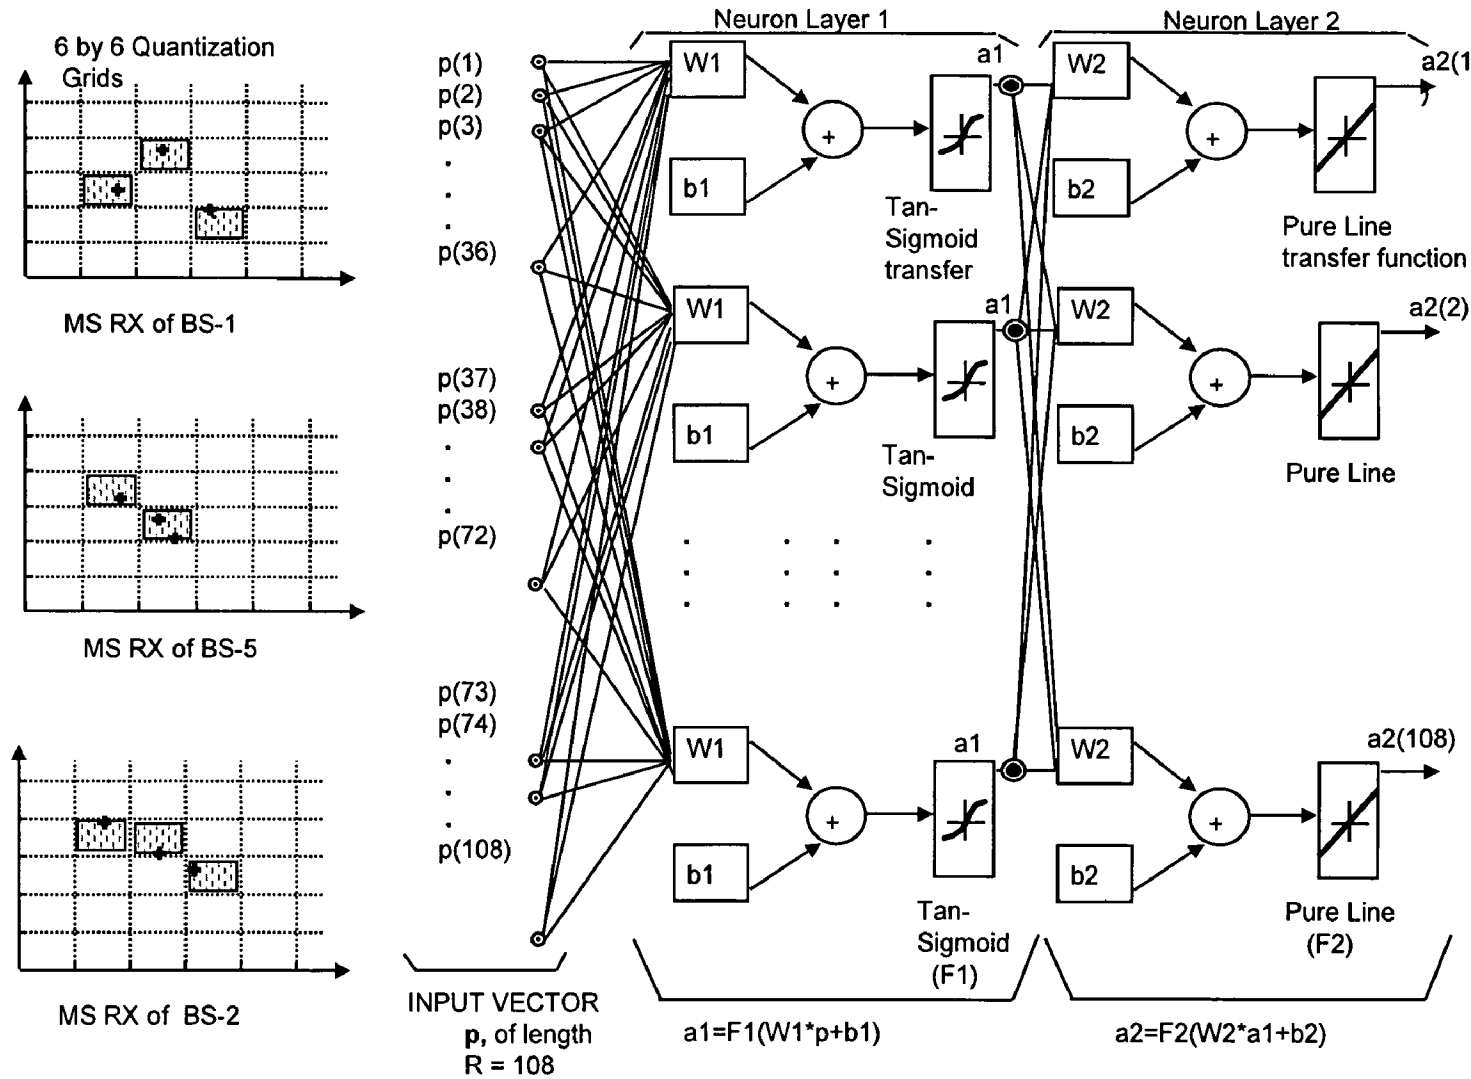 6 by 6 Quantization
Grids
MS RX of BS-1
MS RX of BS-5
MS RX of BS-2
p(1)
p(2)
p(3)
.
.
.
p(36)
p(37)
p(38)
.
.
.
p(72)
p(73)
p(74)
.
.
.
p(108)
INPUT VECTOR
p, of length
R = 108
Neuron Layer 1
W1
+
b1
a1
Tan-
Sigmoid
transfer
W1
+
b1
a1
Tan-
Sigmoid
. . . .
. . . .
. . . .
W1
+
b1
a1
Tan-
Sigmoid
(F1)
a1=F1(W1*p+b1)
Neuron Layer 2
W2
+
b2
a2(1
)
Pure Line
transfer function
W2
+
b2
a2(2)
Pure Line
W2
+
b2
a2(108)
Pure Line
(F2)
a2=F2(W2*a1+b2)